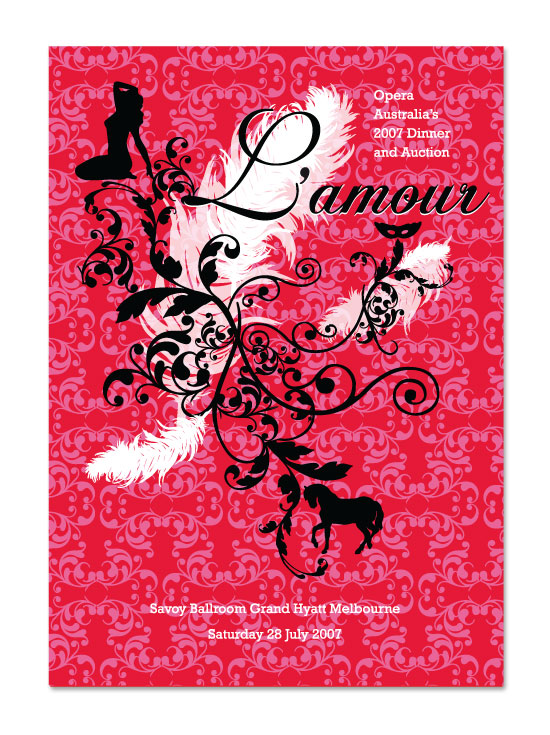 Opera
Australia's
2007 Dinner
and Auction
L'amour
Savoy Ballroom Grand Hyatt Melbourne
Saturday 28 July 2007